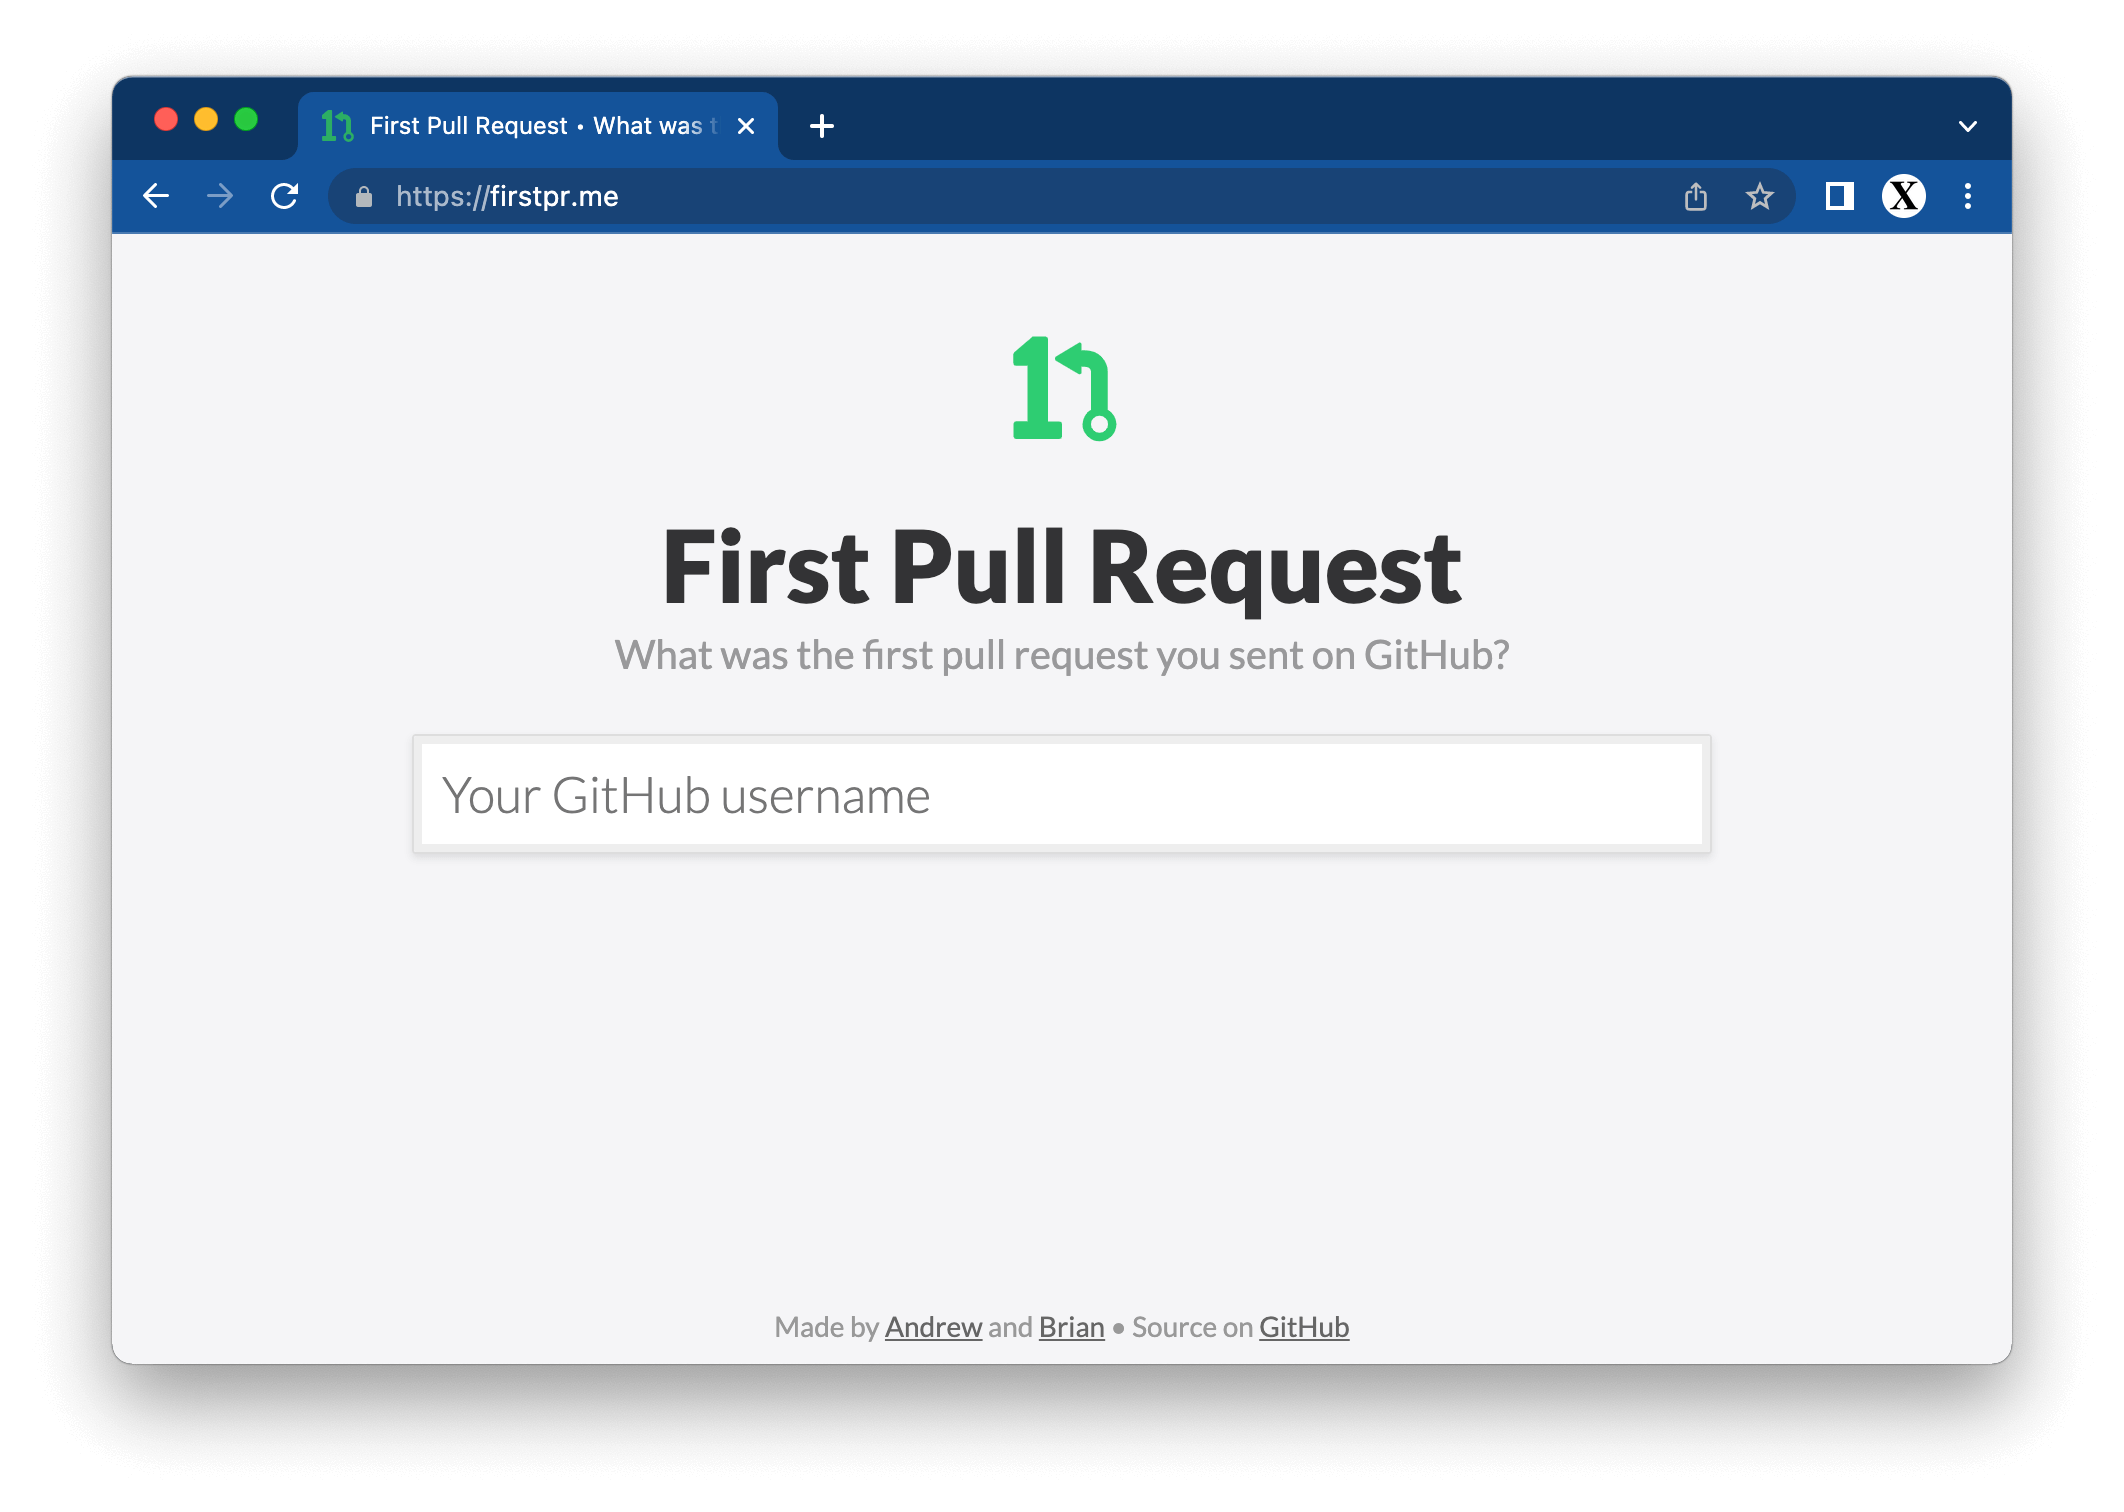 First Pull Request • What was t
https://firstpr.me
X
First Pull Request
What was the first pull request you sent on GitHub?
Your GitHub username
Made by Andrew and Brian • Source on GitHub